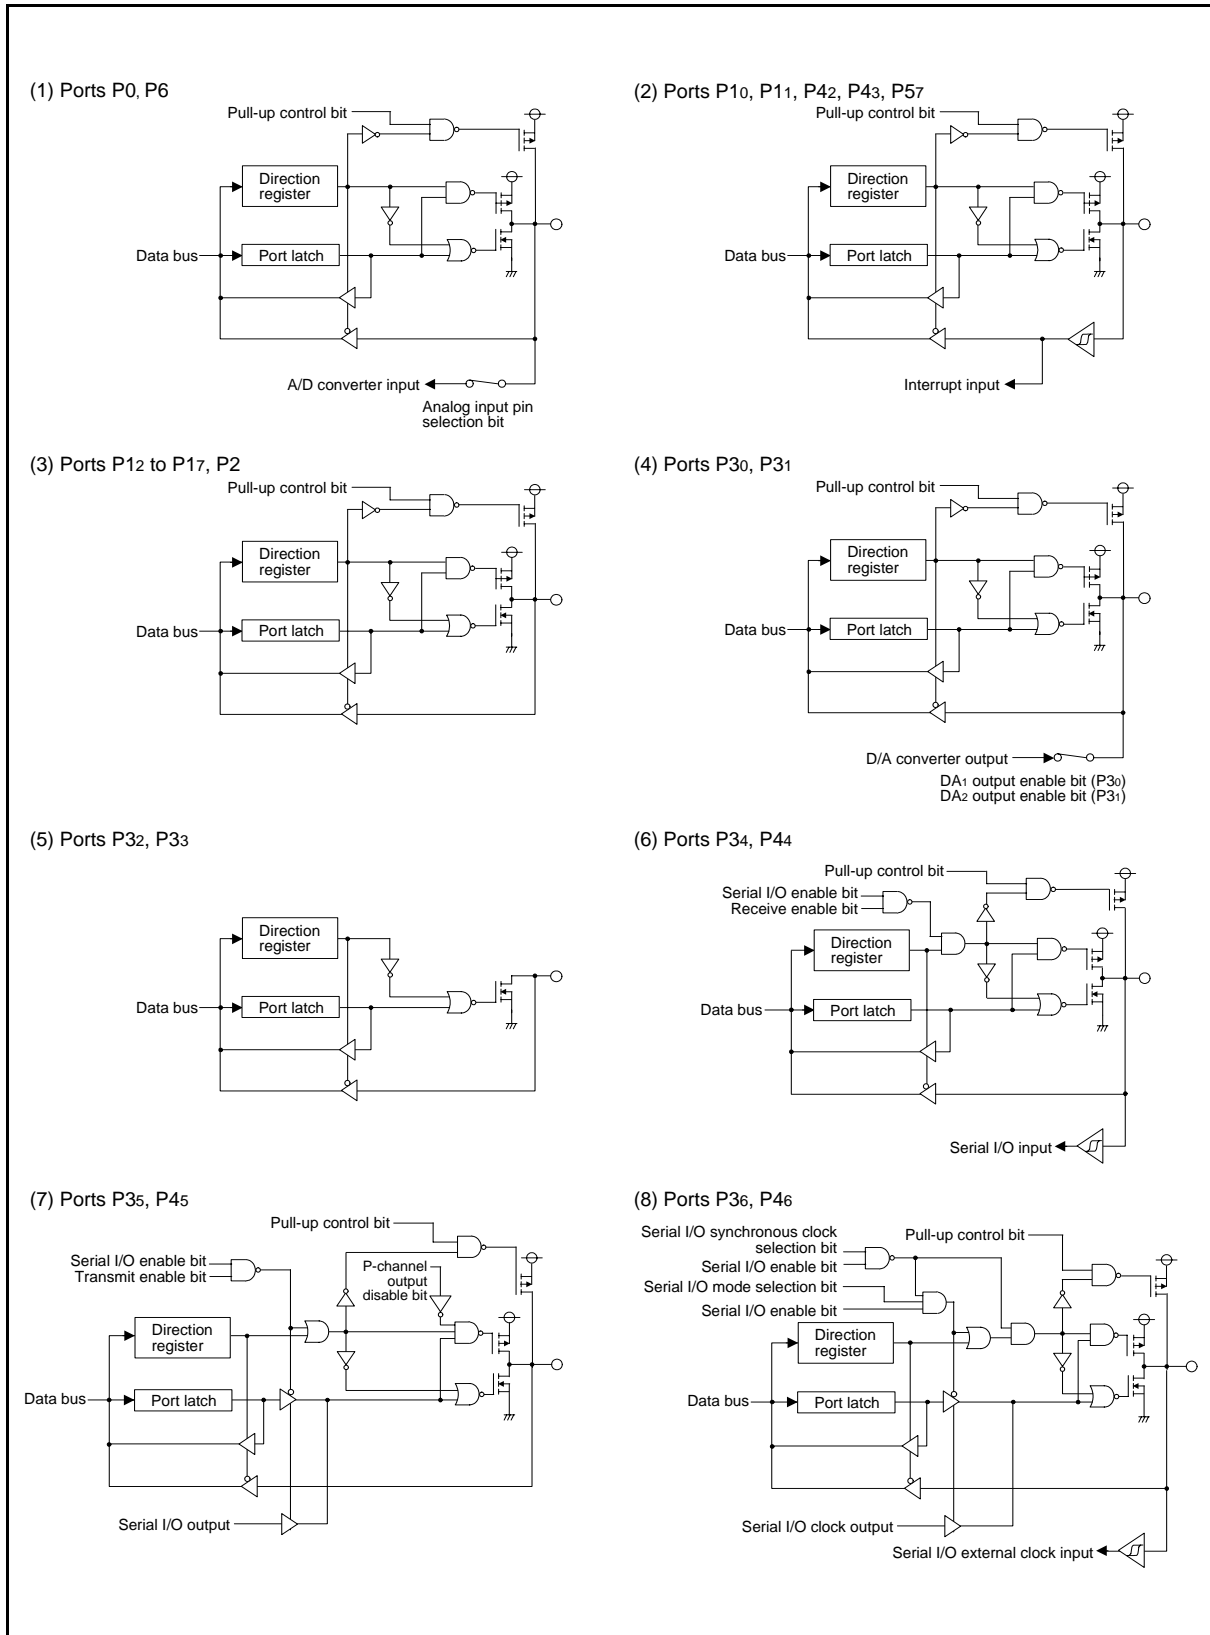 (1) Ports P0, P6
Pull-up control bit
Direction
register
Data bus
Port latch
A/D converter input
Analog input pin
selection bit
(2) Ports P10, P11, P42, P43, P57
Pull-up control bit
Direction
register
Data bus
Port latch
Interrupt input
(3) Ports P12 to P17, P2
Pull-up control bit
Direction
register
Data bus
Port latch
(4) Ports P30, P31
Pull-up control bit
Direction
register
Data bus
Port latch
D/A converter output
DA1 output enable bit (P30)
DA2 output enable bit (P31)
(5) Ports P32, P33
Direction
register
Data bus
Port latch
(6) Ports P34, P44
Pull-up control bit
Serial I/O enable bit
Receive enable bit
Direction
register
Data bus
Port latch
Serial I/O input
(7) Ports P35, P45
Pull-up control bit
Serial I/O enable bit
Transmit enable bit
P-channel
output
disable bit
Direction
register
Data bus
Port latch
Serial I/O output
(8) Ports P36, P46
Serial I/O synchronous clock
selection bit
Serial I/O enable bit
Pull-up control bit
Serial I/O mode selection bit
Serial I/O enable bit
Direction
register
Data bus
Port latch
Serial I/O clock output
Serial I/O external clock input